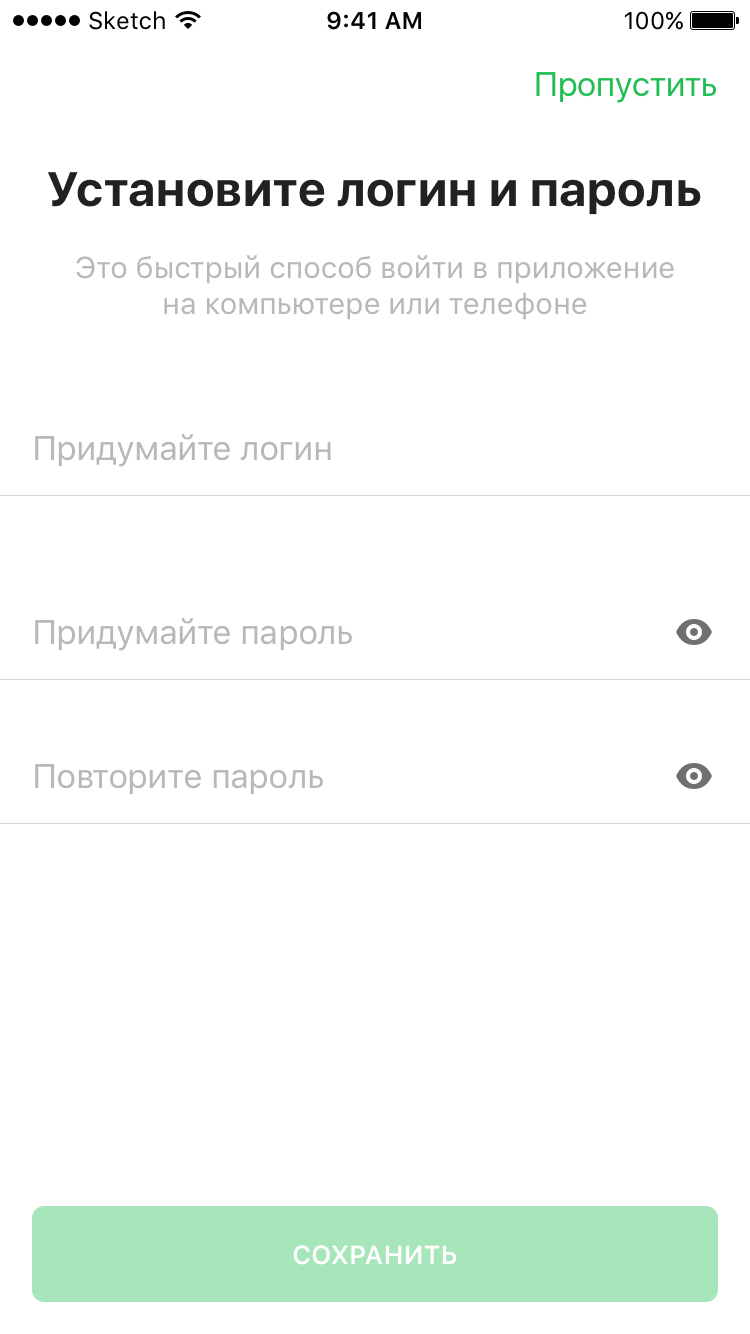 Sketch 9:41 AM 100%
Пропустить
Установите логин и пароль
Это быстрый способ войти в приложение
на компьютере или телефоне
Придумайте логин
Придумайте пароль
Повторите пароль
СОХРАНИТЬ